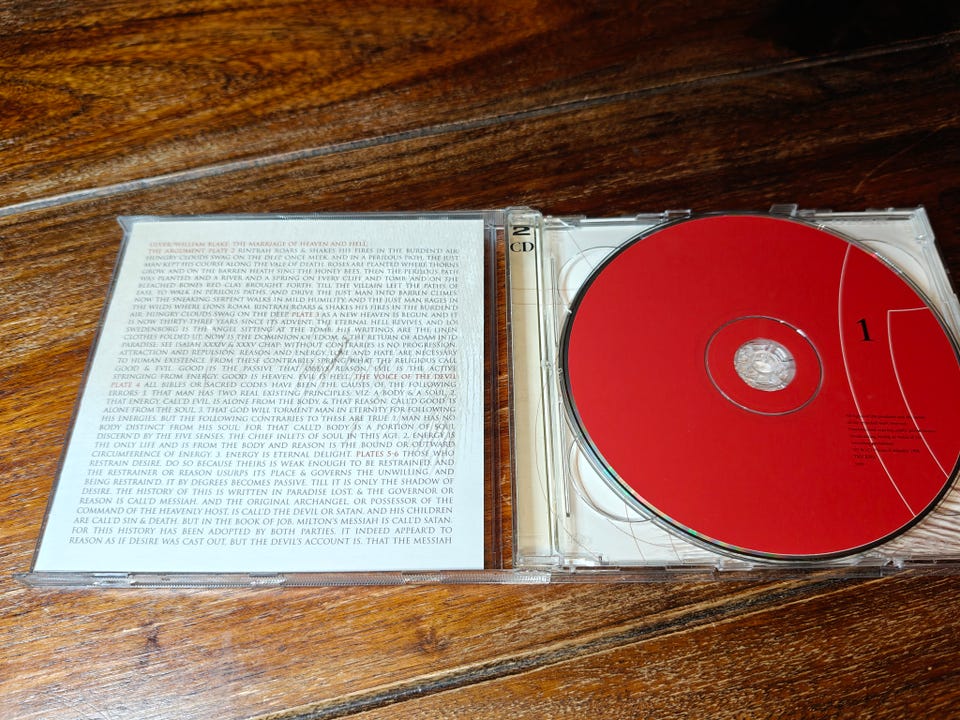 ULVER/WILLIAM BLAKE: THE MARRIAGE OF HEAVEN AND HELL:
THE ARGUMENT PLATE 2 RINTRAH ROARS & SHAKES HIS FIRES IN THE BURDEN'D AIR/
HUNGRY CLOUDS SWAG ON THE DEEP. ONCE MEEK, AND IN A PERILOUS PATH, THE JUST
MAN KEPT HIS COURSE ALONG THE VALE OF DEATH. ROSES ARE PLANTED WHERE THORNS
GROW. AND ON THE BARREN HEATH SING THE HONEY BEES. THEN THE PERILOUS PATH
WAS PLANTED: AND A RIVER, AND A SPRING ON EVERY CLIFF AND TOMB; AND ON THE
BLEACHED BONES RED CLAY BROUGHT FORTH. TILL THE VILLAIN LEFT THE PATHS OF
EASE, TO WALK IN PERILOUS PATHS, AND DRIVE THE JUST MAN INTO BARREN CLIMES.
NOW THE SNEAKING SERPENT WALKS IN MILD HUMILITY. AND THE JUST MAN RAGES IN
THE WILDS WHERE LIONS ROAM. RINTRAH ROARS & SHAKES HIS FIRES IN THE BURDEN'D
AIR; HUNGRY CLOUDS SWAG ON THE DEEP. PLATE 3 AS A NEW HEAVEN IS BEGUN, AND IT
IS NOW THIRTY-THREE YEARS SINCE ITS ADVENT: THE ETERNAL HELL REVIVES. AND LO!
SWEDENBORG IS THE ANGEL SITTING AT THE TOMB: HIS WRITINGS ARE THE LINEN
CLOTHES FOLDED UP. NOW IS THE DOMINION OF EDOM, & THE RETURN OF ADAM INTO
PARADISE: SEE ISAIAH XXXIV & XXXV CHAP: WITHOUT CONTRARIES IS NO PROGRESSION.
ATTRACTION AND REPULSION, REASON AND ENERGY, LOVE AND HATE, ARE NECESSARY
TO HUMAN EXISTENCE. FROM THESE CONTRARIES SPRING WHAT THE RELIGIOUS CALL
GOOD & EVIL. GOOD IS THE PASSIVE THAT OBEYS REASON. EVIL IS THE ACTIVE
SPRINGING FROM ENERGY. GOOD IS HEAVEN. EVIL IS HELL. THE VOICE OF THE DEVIL
PLATE 4 ALL BIBLES OR SACRED CODES HAVE BEEN THE CAUSES OF THE FOLLOWING
ERRORS: 1. THAT MAN HAS TWO REAL EXISTING PRINCIPLES: VIZ: A BODY & A SOUL. 2.
THAT ENERGY, CALL'D EVIL, IS ALONE FROM THE BODY, & THAT REASON, CALL'D GOOD, IS
ALONE FROM THE SOUL. 3. THAT GOD WILL TORMENT MAN IN ETERNITY FOR FOLLOWING
HIS ENERGIES. BUT THE FOLLOWING CONTRARIES TO THESE ARE TRUE: 1. MAN HAS NO
BODY DISTINCT FROM HIS SOUL; FOR THAT CALL'D BODY IS A PORTION OF SOUL
DISCERN'D BY THE FIVE SENSES, THE CHIEF INLETS OF SOUL IN THIS AGE. 2. ENERGY IS
THE ONLY LIFE AND IS FROM THE BODY AND REASON IS THE BOUND OR OUTWARD
CIRCUMFERENCE OF ENERGY. 3. ENERGY IS ETERNAL DELIGHT. PLATES 5-6 THOSE WHO
RESTRAIN DESIRE, DO SO BECAUSE THEIRS IS WEAK ENOUGH TO BE RESTRAINED; AND
THE RESTRAINER OR REASON USURPS ITS PLACE & GOVERNS THE UNWILLING. AND
BEING RESTRAIN'D, IT BY DEGREES BECOMES PASSIVE, TILL IT IS ONLY THE SHADOW OF
DESIRE. THE HISTORY OF THIS IS WRITTEN IN PARADISE LOST, & THE GOVERNOR OR
REASON IS CALL'D MESSIAH. AND THE ORIGINAL ARCHANGEL, OR POSSESSOR OF THE
COMMAND OF THE HEAVENLY HOST, IS CALL'D THE DEVIL OR SATAN, AND HIS CHILDREN
ARE CALL'D SIN & DEATH. BUT IN THE BOOK OF JOB, MILTON'S MESSIAH IS CALL'D SATAN.
FOR THIS HISTORY HAS BEEN ADOPTED BY BOTH PARTIES. IT INDEED APPEAR'D TO
REASON AS IF DESIRE WAS CAST OUT, BUT THE DEVIL'S ACCOUNT IS, THAT THE MESSIAH
2
CD
1